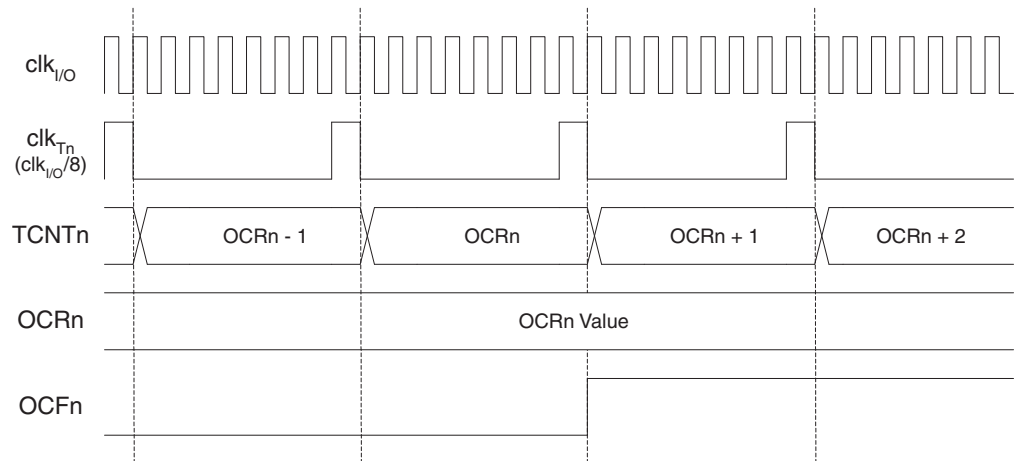 clkI/O
clkTn
(clkI/O/8)
TCNTn
OCRn - 1
OCRn
OCRn + 1
OCRn + 2
OCRn
OCRn Value
OCFn